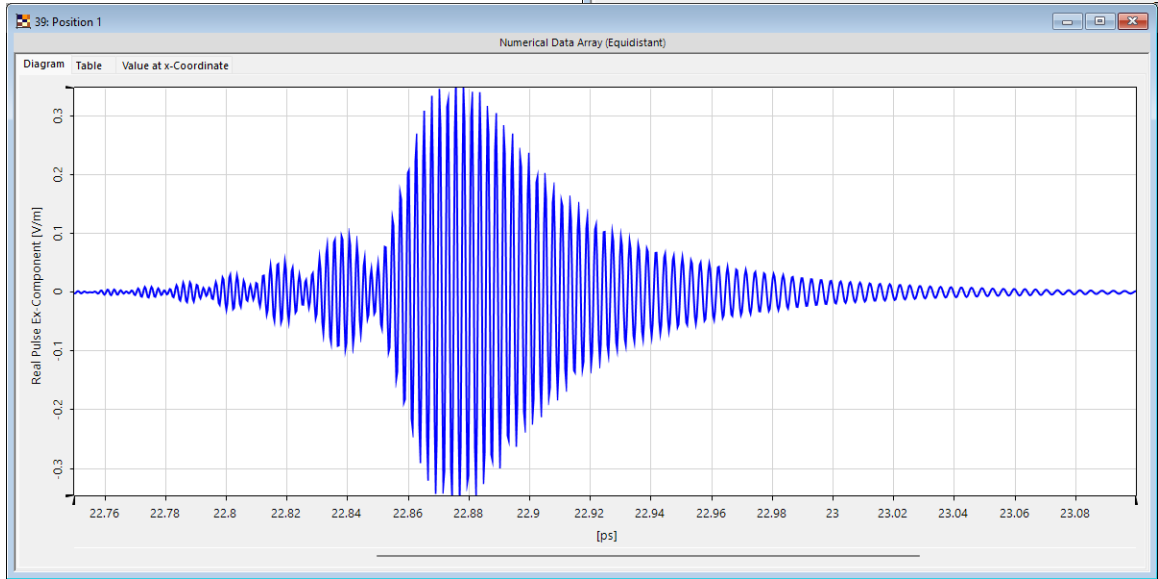 39: Position 1
Numerical Data Array (Equidistant)
Diagram Table Value at x-Coordinate
Real Pulse Ex-Component [V/m]
0.3
0.2
0.1
0
-0.1
-0.2
-0.3
22.76 22.78 22.8 22.82 22.84 22.86 22.88 22.9 22.92 22.94 22.96 22.98 23 23.02 23.04 23.06 23.08
[ps]